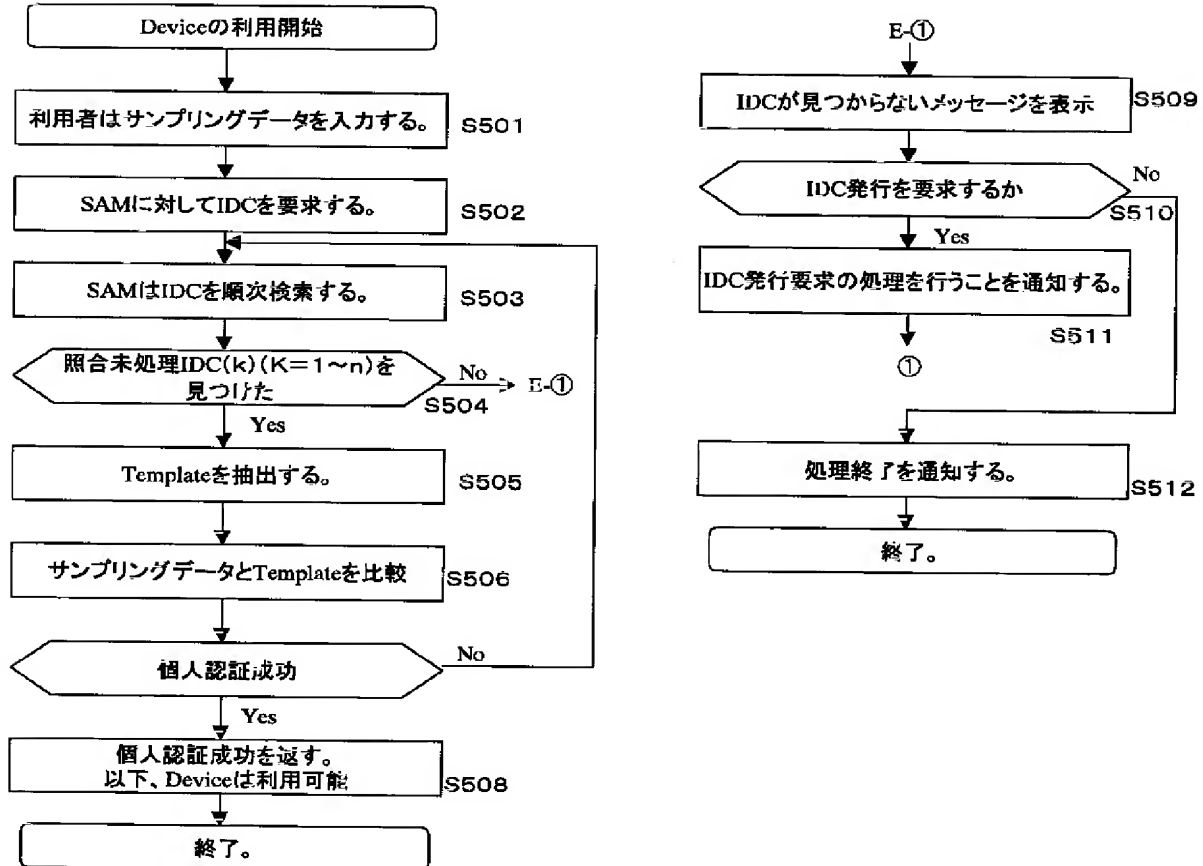 Deviceの利用開始
利用者はサンプリングデータを入力する。
S501
SAMに対してIDCを要求する。
S502
SAMはIDCを順次検索する。
S503
照合未処理IDC(k)(K=1~n)を
見つけた
No
E-①
S504
Yes
Templateを抽出する。
S505
サンプリングデータとTemplateを比較
S506
個人認証成功
No
Yes
個人認証成功を返す。
以下、Deviceは利用可能
S508
終了。
E-①
IDCが見つからないメッセージを表示
S509
IDC発行を要求するか
No
S510
Yes
IDC発行要求の処理を行うことを通知する。
S511
①
処理終了を通知する。
S512
終了。